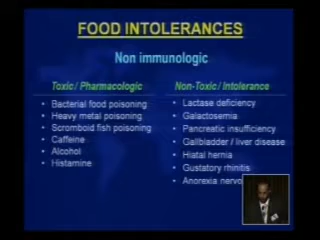 FOOD INTOLERANCES
Non immunologic
Toxic / Pharmacologic
• Bacterial food poisoning
• Heavy metal poisoning
• Scromboid fish poisoning
• Caffeine
• Alcohol
• Histamine
Non-Toxic / Intolerance
• Lactase deficiency
• Galactosemia
• Pancreatic insufficiency
• Gallbladder / liver disease
• Hiatal hernia
• Gustatory rhinitis
• Anorexia nervo